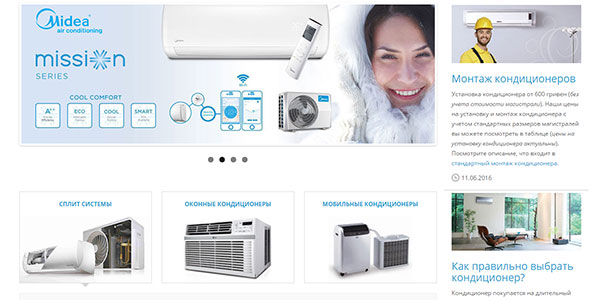 Midea
air conditioning
mission
SERIES
COOL COMFORT
A++
ECO
COOL
SMART
Wi-Fi
СПЛИТ СИСТЕМЫ
ОКОННЫЕ КОНДИЦИОНЕРЫ
МОБИЛЬНЫЕ КОНДИЦИОНЕРЫ
Монтаж кондиционеров
Установка кондиционера от 600 гривен (без
учета стоимости магистрали). Наши цены
на установку и монтаж кондиционера с
учетом стандартных размеров магистралей
вы можете посмотреть в таблице (цены на
установку кондиционера актуальны).
Посмотрите описание, что входит в
стандартный монтаж кондиционера.
11.06.2016
Как правильно выбрать
кондиционер?
Кондиционер покупается на длительный